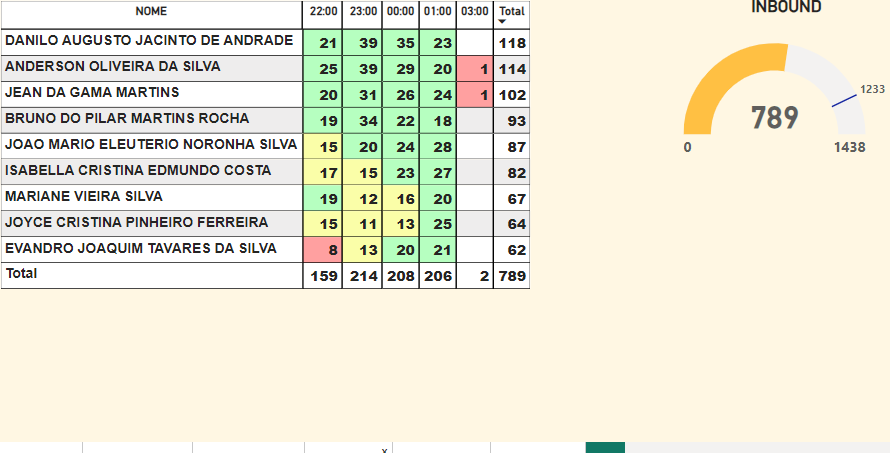 NOME 22:00 23:00 00:00 01:00 03:00 Total
DANILO AUGUSTO JACINTO DE ANDRADE 21 39 35 23 118
ANDERSON OLIVEIRA DA SILVA 25 39 29 20 1 114
JEAN DA GAMA MARTINS 20 31 26 24 1 102
BRUNO DO PILAR MARTINS ROCHA 19 34 22 18 93
JOAO MARIO ELEUTERIO NORONHA SILVA 15 20 24 28 87
ISABELLA CRISTINA EDMUNDO COSTA 17 15 23 27 82
MARIANE VIEIRA SILVA 19 12 16 20 67
JOYCE CRISTINA PINHEIRO FERREIRA 15 11 13 25 64
EVANDRO JOAQUIM TAVARES DA SILVA 8 13 20 21 62
Total 159 214 208 206 2 789
INBOUND
1233
789
0 1438
x